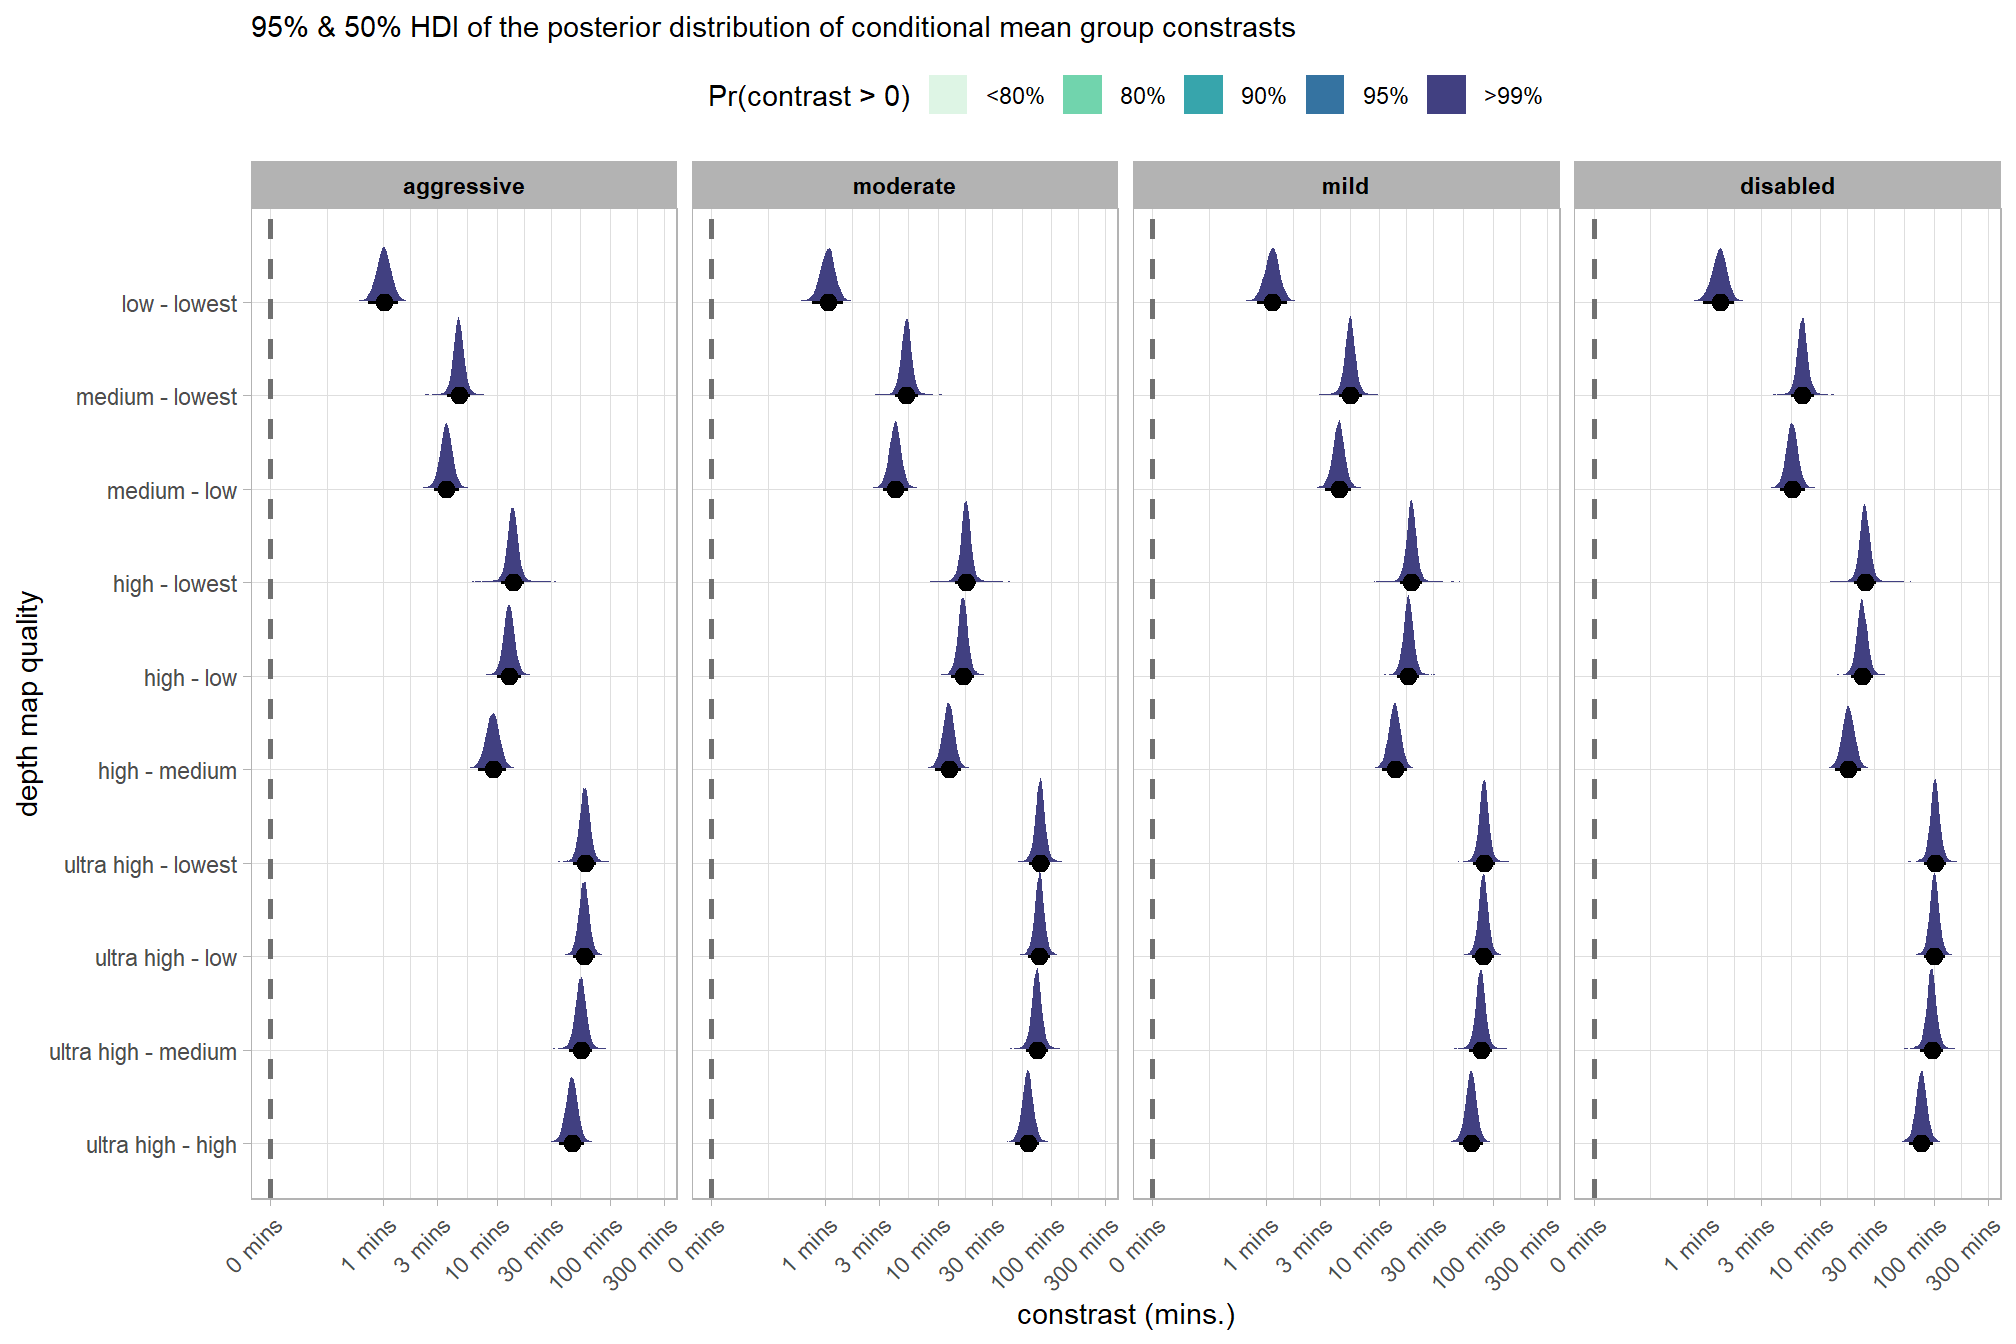 95% & 50% HDI of the posterior distribution of conditional mean group constrasts
Pr(contrast > 0) <80% 80% 90% 95% >99%
aggressive moderate mild disabled
depth map quality
low - lowest
medium - lowest
medium - low
high - lowest
high - low
high - medium
ultra high - lowest
ultra high - low
ultra high - medium
ultra high - high
0 mins 1 mins 3 mins 10 mins 30 mins 100 mins 300 mins 0 mins 1 mins 3 mins 10 mins 30 mins 100 mins 300 mins 0 mins 1 mins 3 mins 10 mins 30 mins 100 mins 300 mins 0 mins 1 mins 3 mins 10 mins 30 mins 100 mins 300 mins
constrast (mins.)